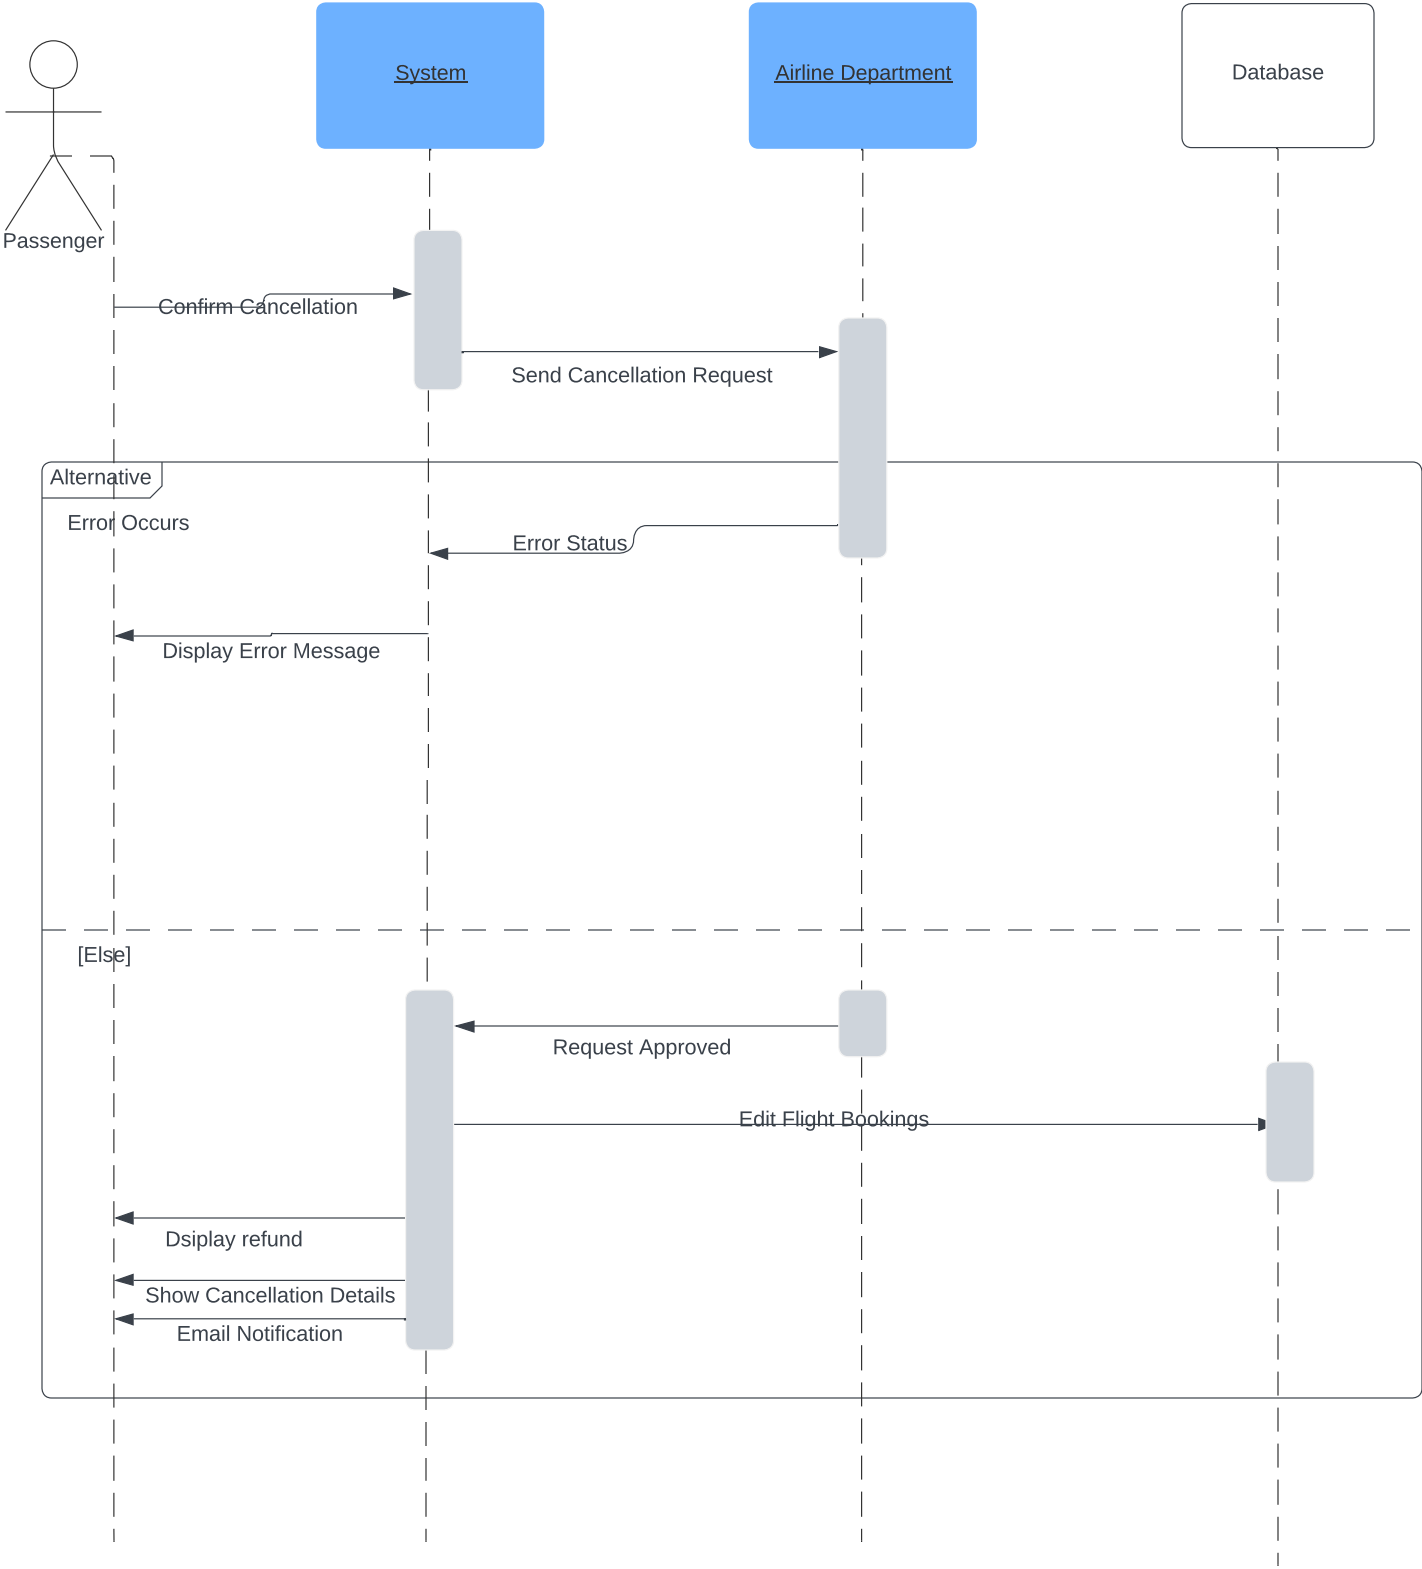 System
Airline Department
Database
Passenger
Confirm Cancellation
Send Cancellation Request
Alternative
Error Occurs
Error Status
Display Error Message
[Else]
Request Approved
Edit Flight Bookings
Dsiplay refund
Show Cancellation Details
Email Notification